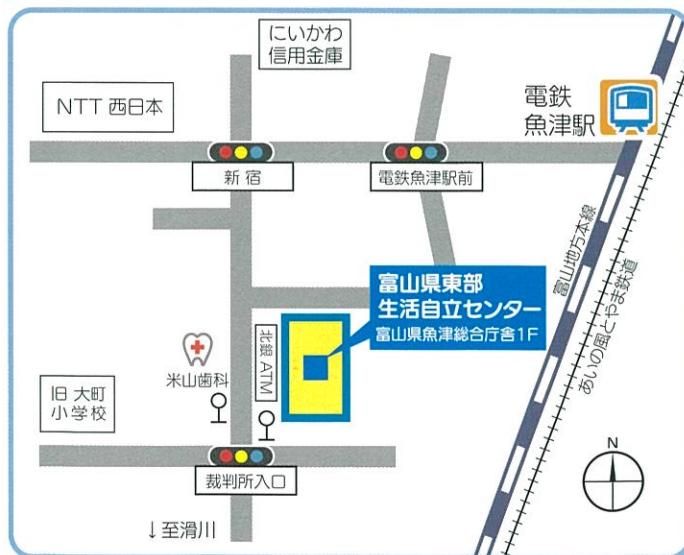 にいかわ
信用金庫
NTT 西日本
電鉄
魚津駅
新宿
電鉄魚津駅前
富山地方本線
あいの風とやま鉄道
富山県東部
生活自立センター
富山県魚津総合庁舎1F
北銀 ATM
米山歯科
旧 大町
小学校
裁判所入口
↓至滑川
N